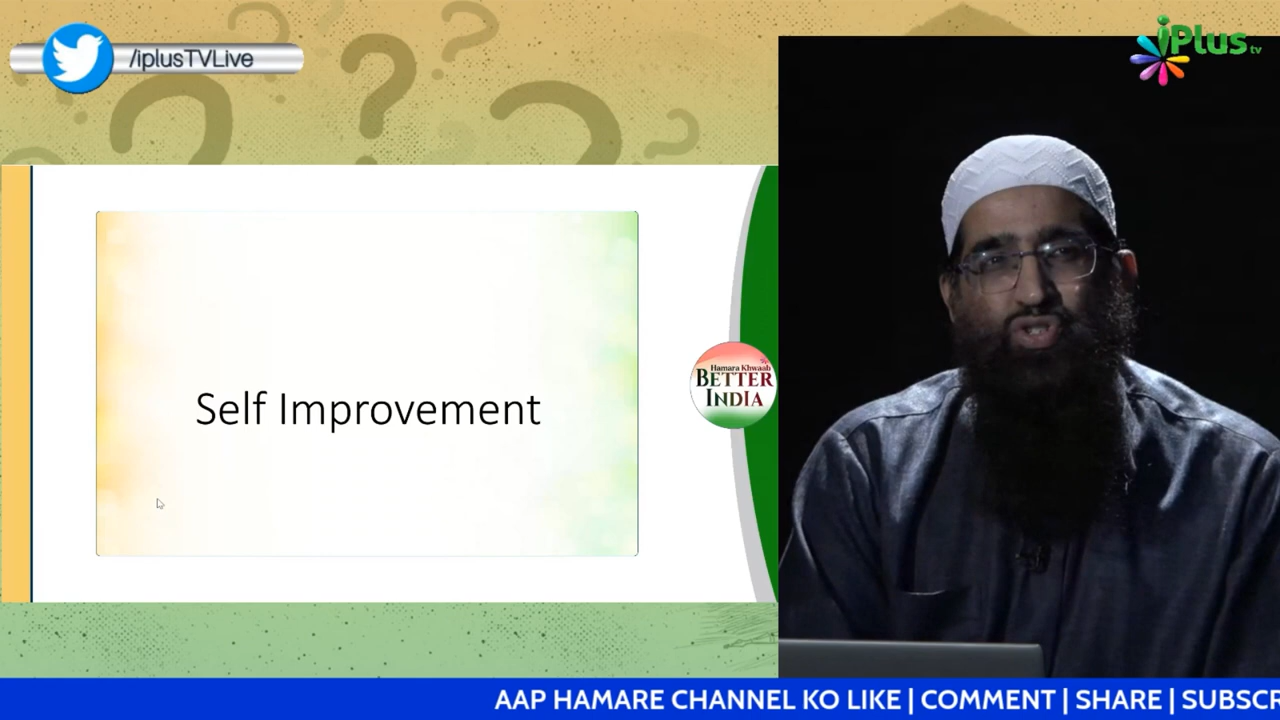 /iplusTVLive
iPlus tv
Self Improvement
Hamara Khwaab
BETTER
INDIA
AAP HAMARE CHANNEL KO LIKE | COMMENT | SHARE | SUBSCR